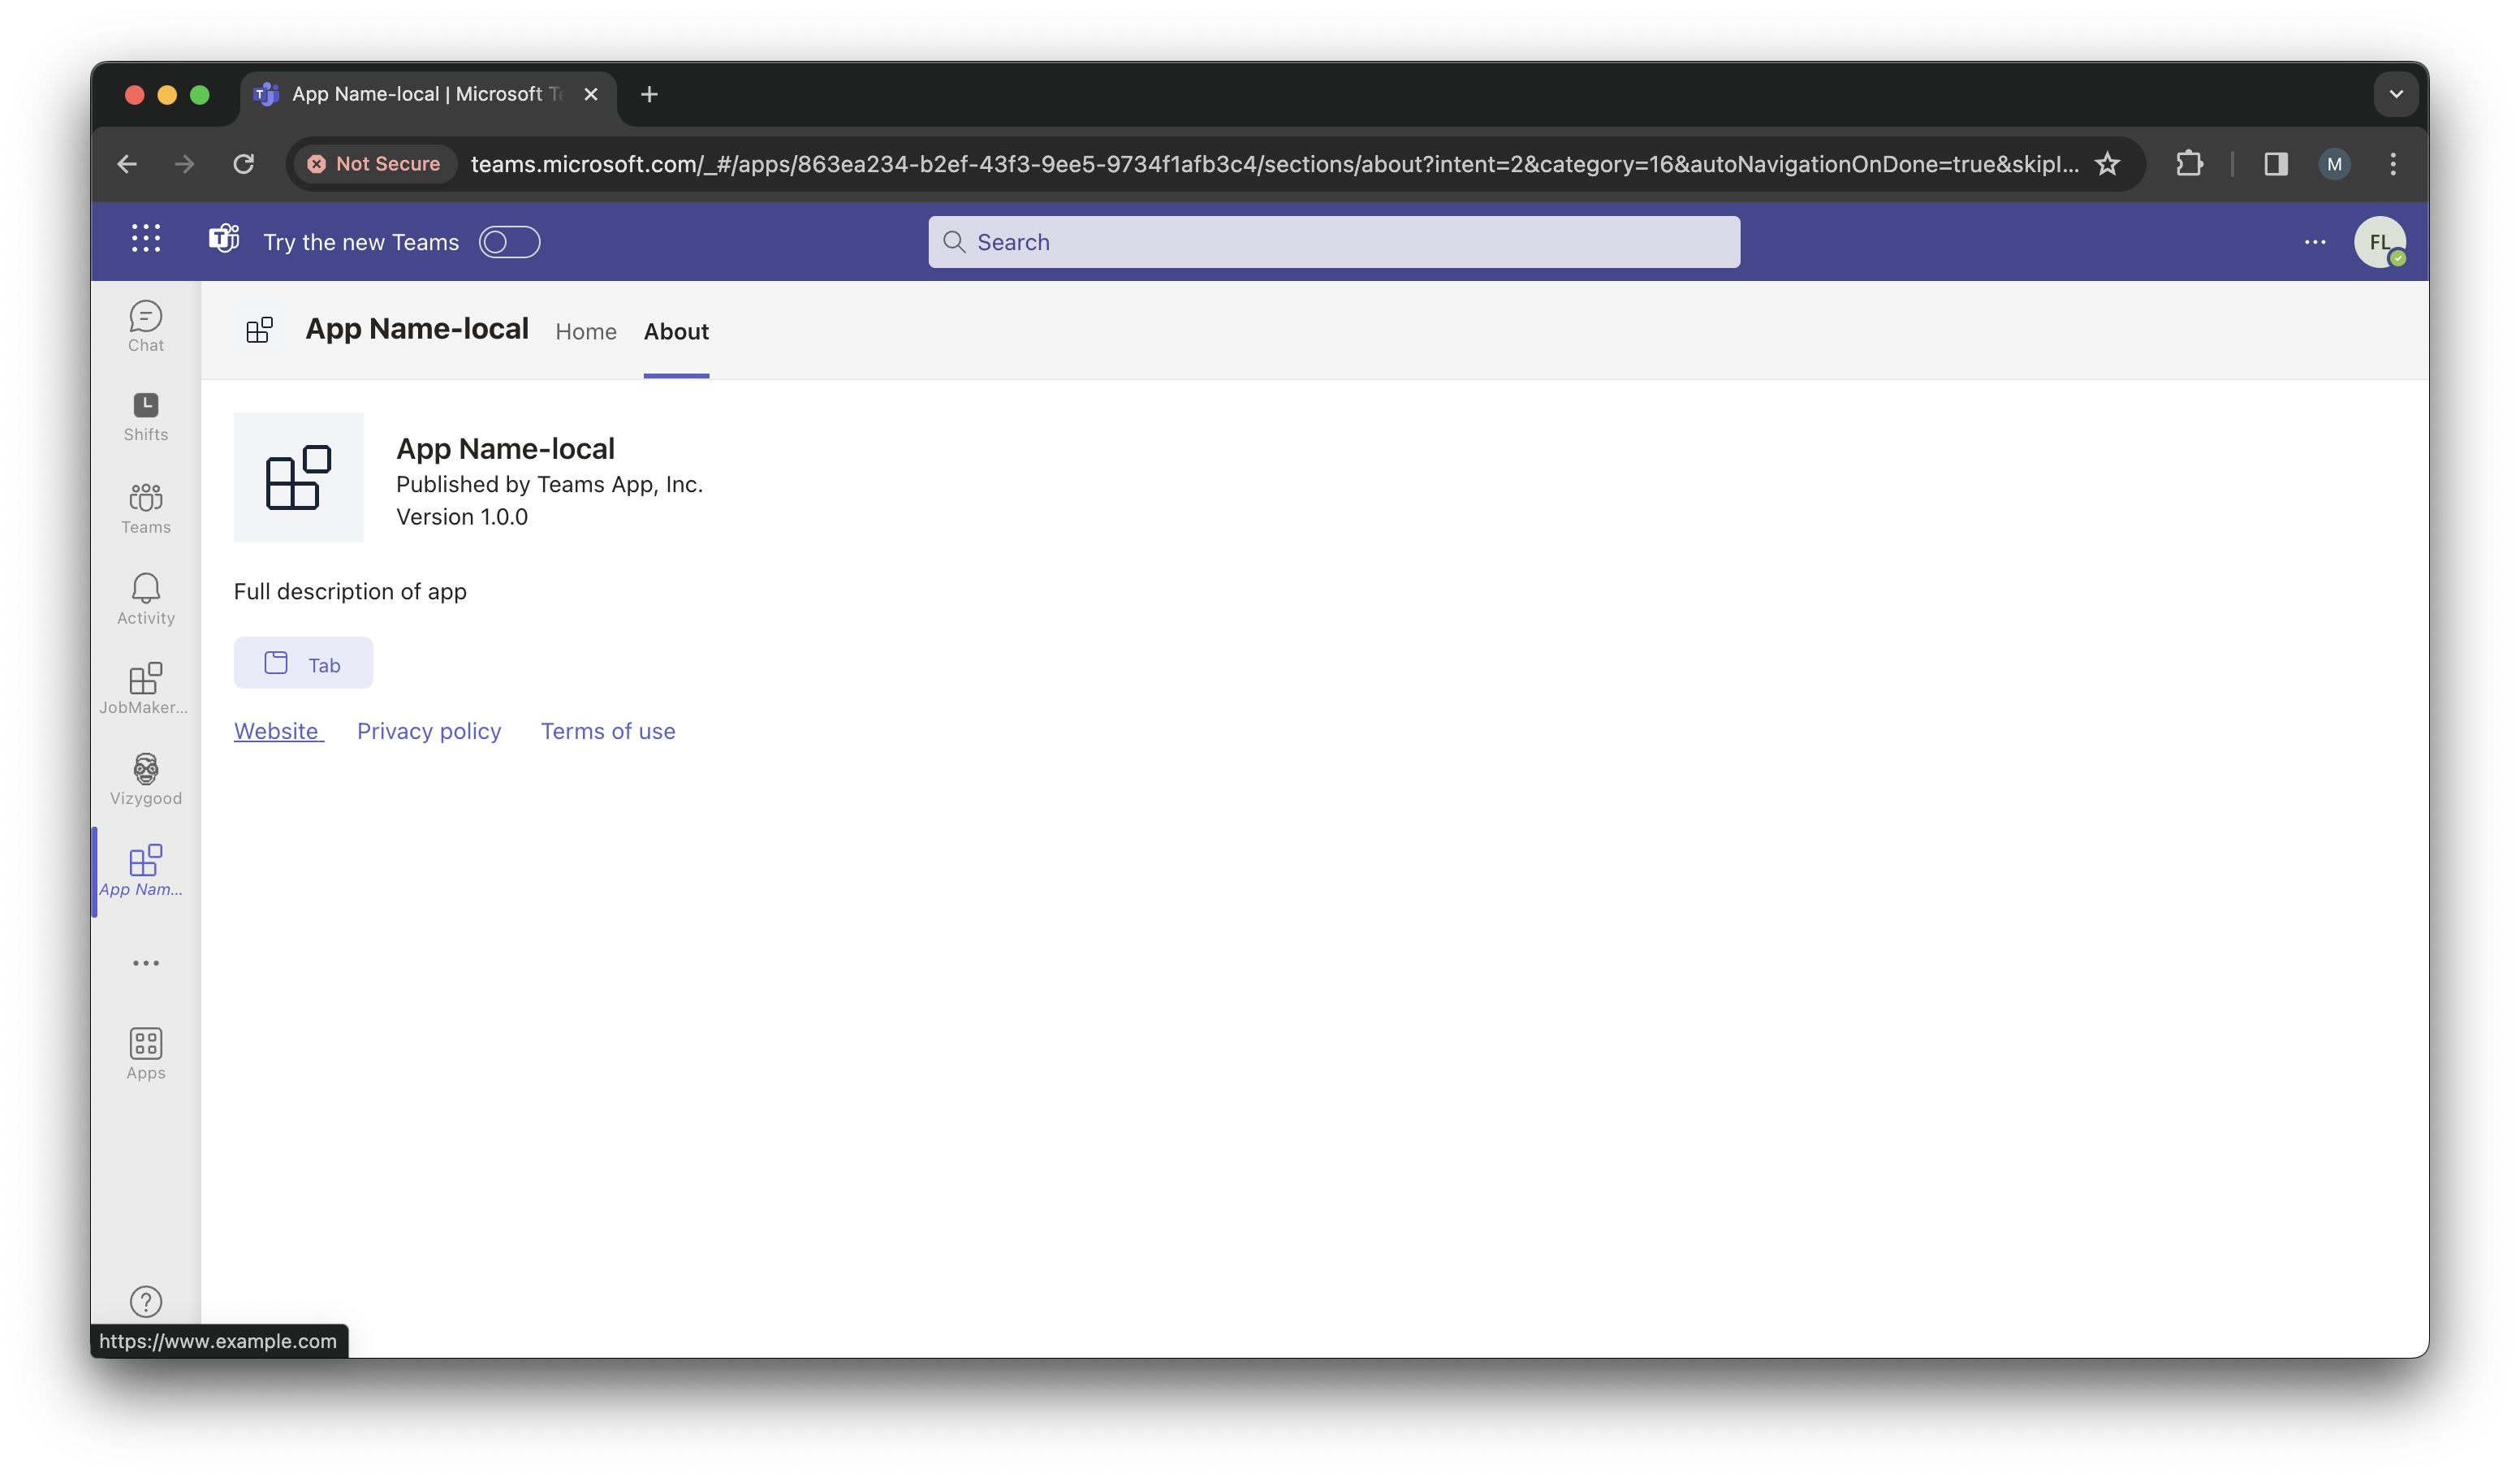 App Name-local | Microsoft Te
Not Secure
teams.microsoft.com/_#/apps/863ea234-b2ef-43f3-9ee5-9734f1afb3c4/sections/about?intent=2&category=16&autoNavigationOnDone=true&skipI...
M
Try the new Teams
Search
FL
Chat
Shifts
Teams
Activity
JobMaker...
Vizygood
App Nam...
Apps
App Name-local
Home
About
App Name-local
Published by Teams App, Inc.
Version 1.0.0
Full description of app
Tab
Website
Privacy policy
Terms of use
https://www.example.com